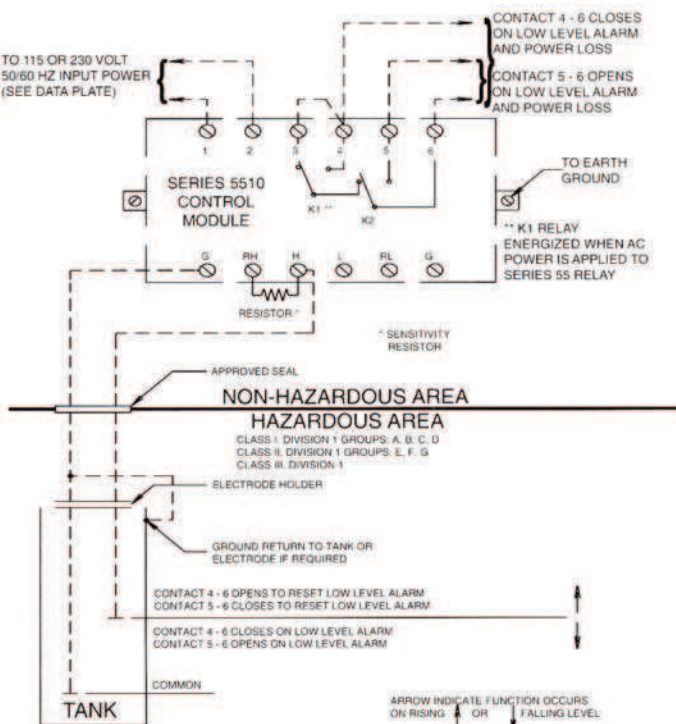 CONTACT 4 - 6 CLOSES
ON LOW LEVEL ALARM
AND POWER LOSS
TO 115 OR 230 VOLT
50/60 HZ INPUT POWER
(SEE DATA PLATE)
CONTACT 5 - 6 OPENS
ON LOW LEVEL ALARM
AND POWER LOSS
1 2 3 4 5 6
SERIES 5510
CONTROL
MODULE
K1 **
K2
TO EARTH
GROUND
** K1 RELAY
ENERGIZED WHEN AC
POWER IS APPLIED TO
SERIES 55 RELAY
G RH H L RL G
RESISTOR *
* SENSITIVITY
RESISTOR
APPROVED SEAL
NON-HAZARDOUS AREA
HAZARDOUS AREA
CLASS I, DIVISION 1 GROUPS: A, B, C, D
CLASS II, DIVISION 1 GROUPS: E, F, G
CLASS III, DIVISION 1
ELECTRODE HOLDER
GROUND RETURN TO TANK OR
ELECTRODE IF REQUIRED
CONTACT 4 - 6 OPENS TO RESET LOW LEVEL ALARM
CONTACT 5 - 6 CLOSES TO RESET LOW LEVEL ALARM
CONTACT 4 - 6 CLOSES ON LOW LEVEL ALARM
CONTACT 5 - 6 OPENS ON LOW LEVEL ALARM
COMMON
TANK
ARROW INDICATE FUNCTION OCCURS
ON RISING OR FALLING LEVEL